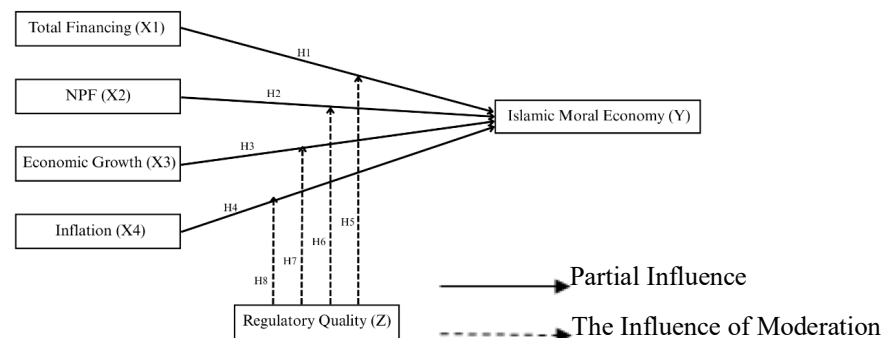 Total Financing (X1)
H1
NPF (X2)
H2
Islamic Moral Economy (Y)
Economic Growth (X3)
H3
Inflation (X4)
H4
H5
H6
H7
H8
Regulatory Quality (Z)
Partial Influence
The Influence of Moderation